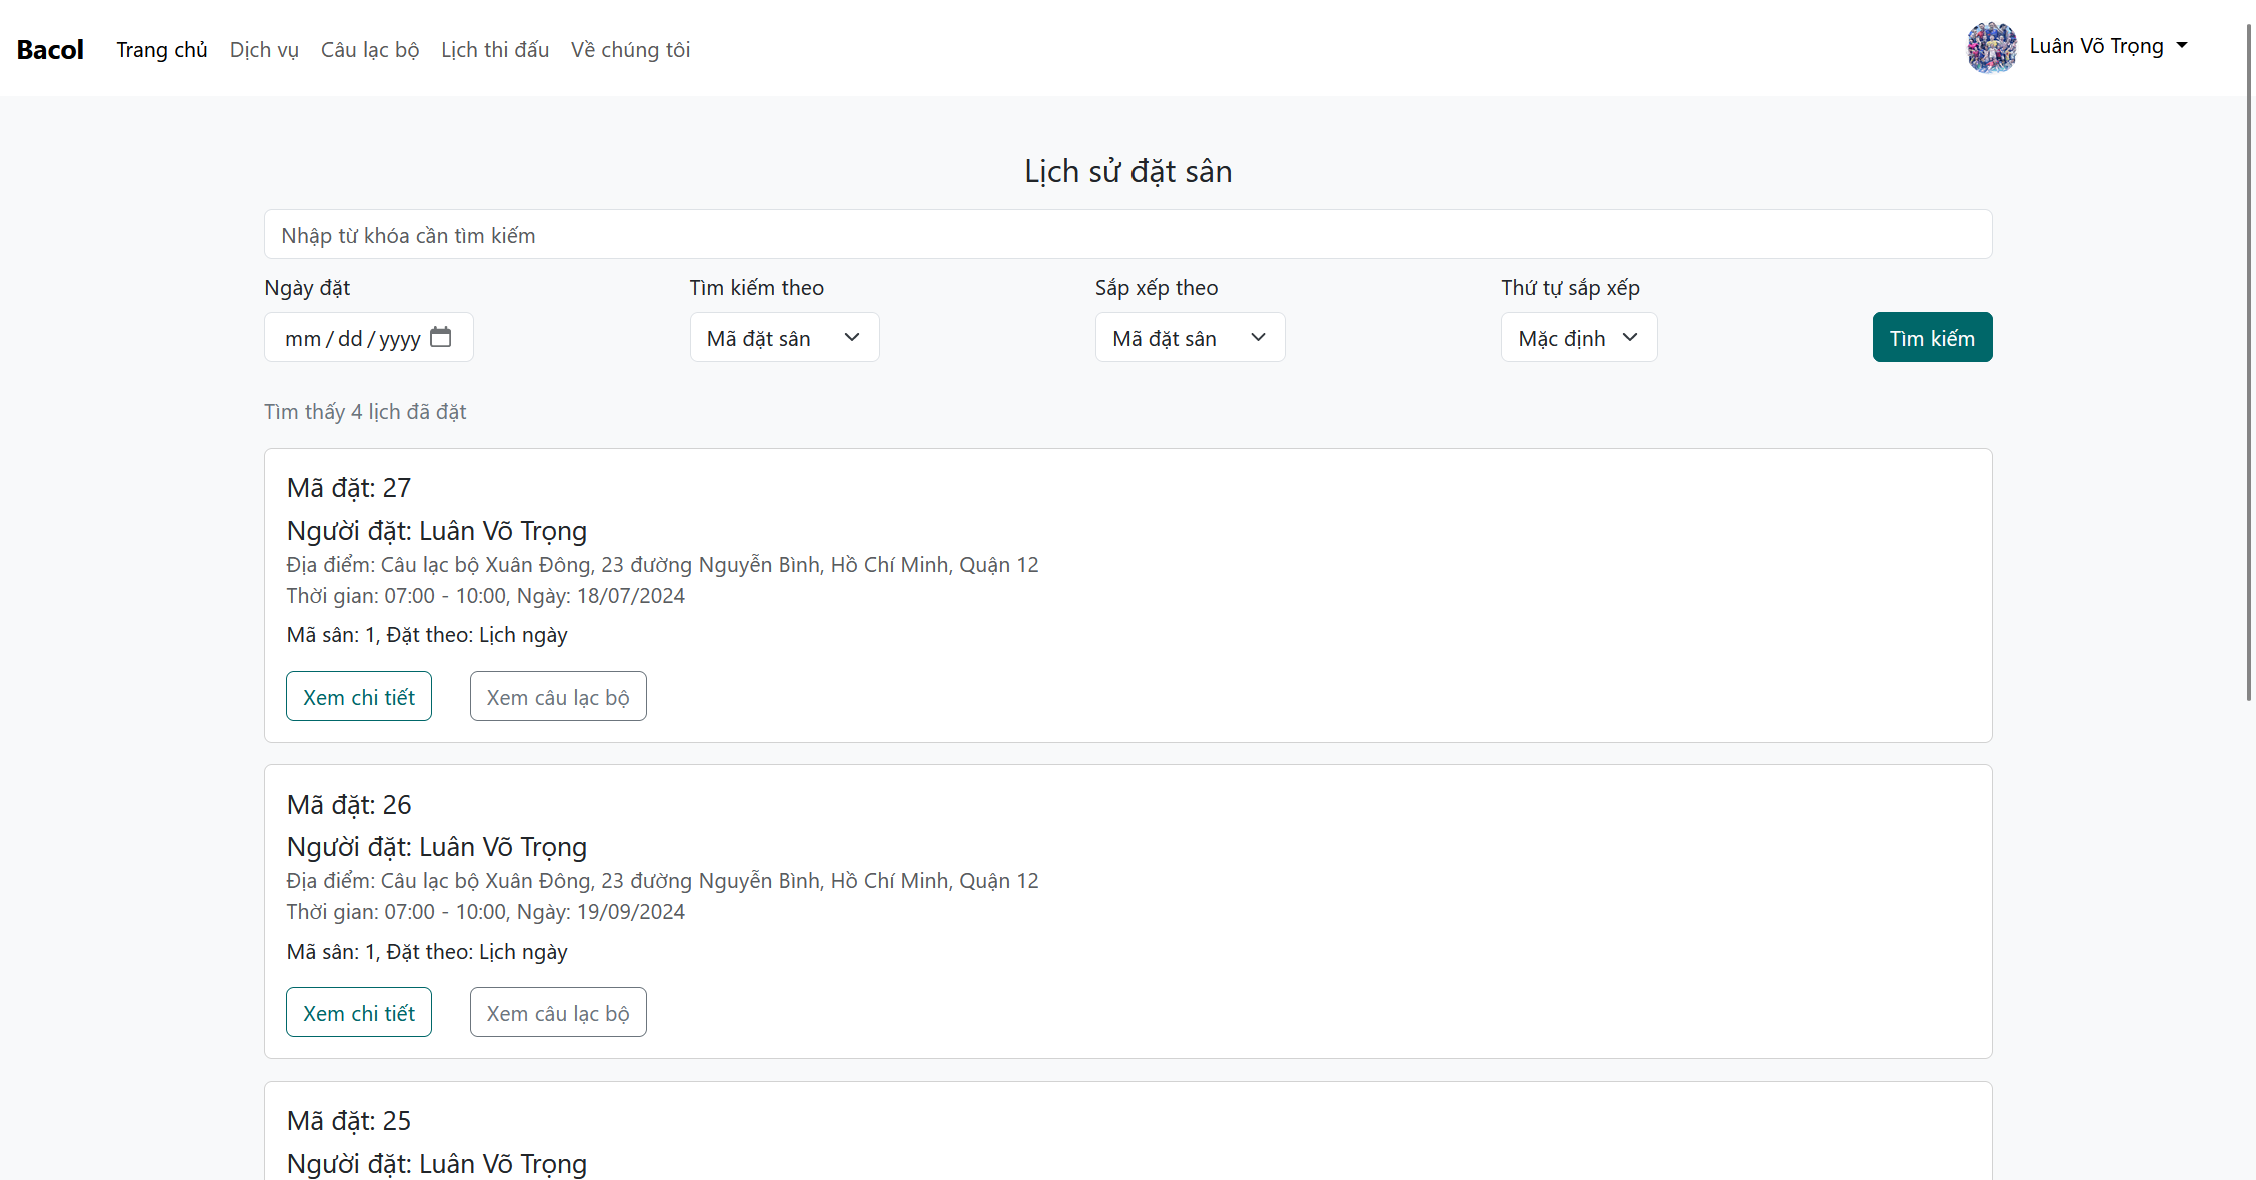 Bacol Trang chủ Dịch vụ Câu lạc bộ Lịch thi đấu Về chúng tôi Luân Võ Trọng
Lịch sử đặt sân
Nhập từ khóa cần tìm kiếm
Ngày đặt Tìm kiếm theo Sắp xếp theo Thứ tự sắp xếp
mm/dd/yyyy Mã đặt sân Mã đặt sân Mặc định Tìm kiếm
Tìm thấy 4 lịch đã đặt
Mã đặt: 27
Người đặt: Luân Võ Trọng
Địa điểm: Câu lạc bộ Xuân Đông, 23 đường Nguyễn Bình, Hồ Chí Minh, Quận 12
Thời gian: 07:00 - 10:00, Ngày: 18/07/2024
Mã sân: 1, Đặt theo: Lịch ngày
Xem chi tiết Xem câu lạc bộ
Mã đặt: 26
Người đặt: Luân Võ Trọng
Địa điểm: Câu lạc bộ Xuân Đông, 23 đường Nguyễn Bình, Hồ Chí Minh, Quận 12
Thời gian: 07:00 - 10:00, Ngày: 19/09/2024
Mã sân: 1, Đặt theo: Lịch ngày
Xem chi tiết Xem câu lạc bộ
Mã đặt: 25
Người đặt: Luân Võ Trọng